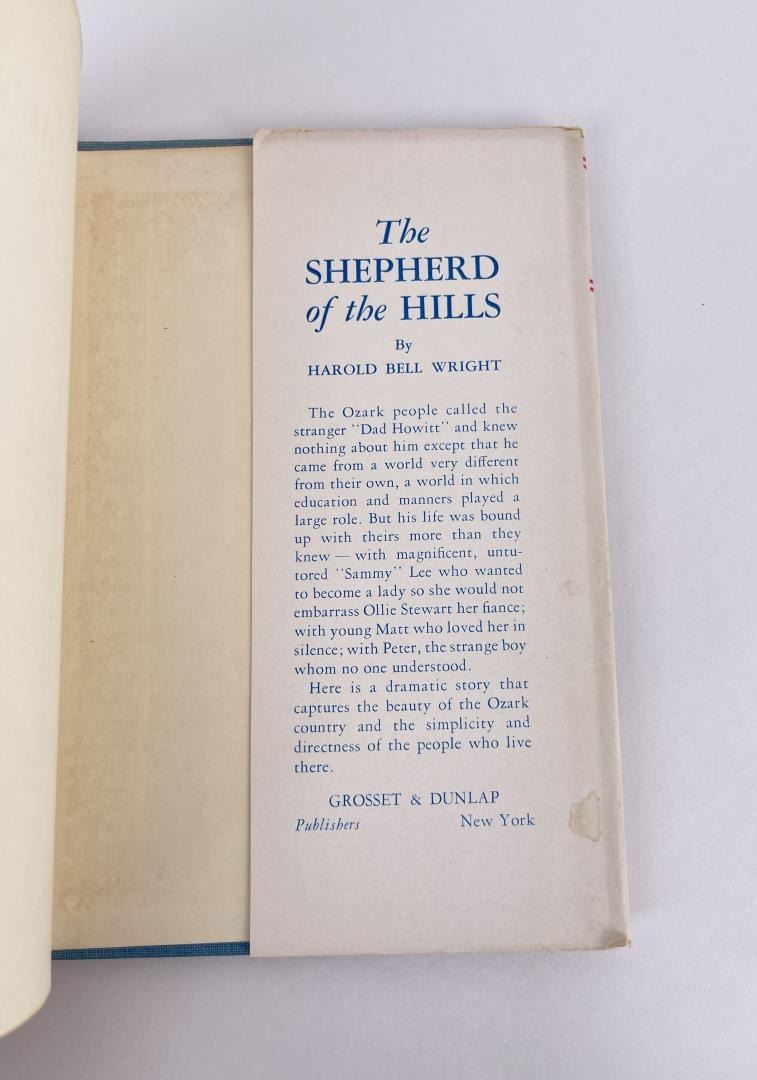 The
SHEPHERD
of the HILLS
By
HAROLD BELL WRIGHT
The Ozark people called the
stranger "Dad Howitt" and knew
nothing about him except that he
came from a world very different
from their own, a world in which
education and manners played a
large role. But his life was bound
up with theirs more than they
knew — with magnificent, untu-
tored "Sammy" Lee who wanted
to become a lady so she would not
embarrass Ollie Stewart her fiance;
with young Matt who loved her in
silence; with Peter, the strange boy
whom no one understood.
Here is a dramatic story that
captures the beauty of the Ozark
country and the simplicity and
directness of the people who live
there.
GROSSET & DUNLAP
Publishers New York